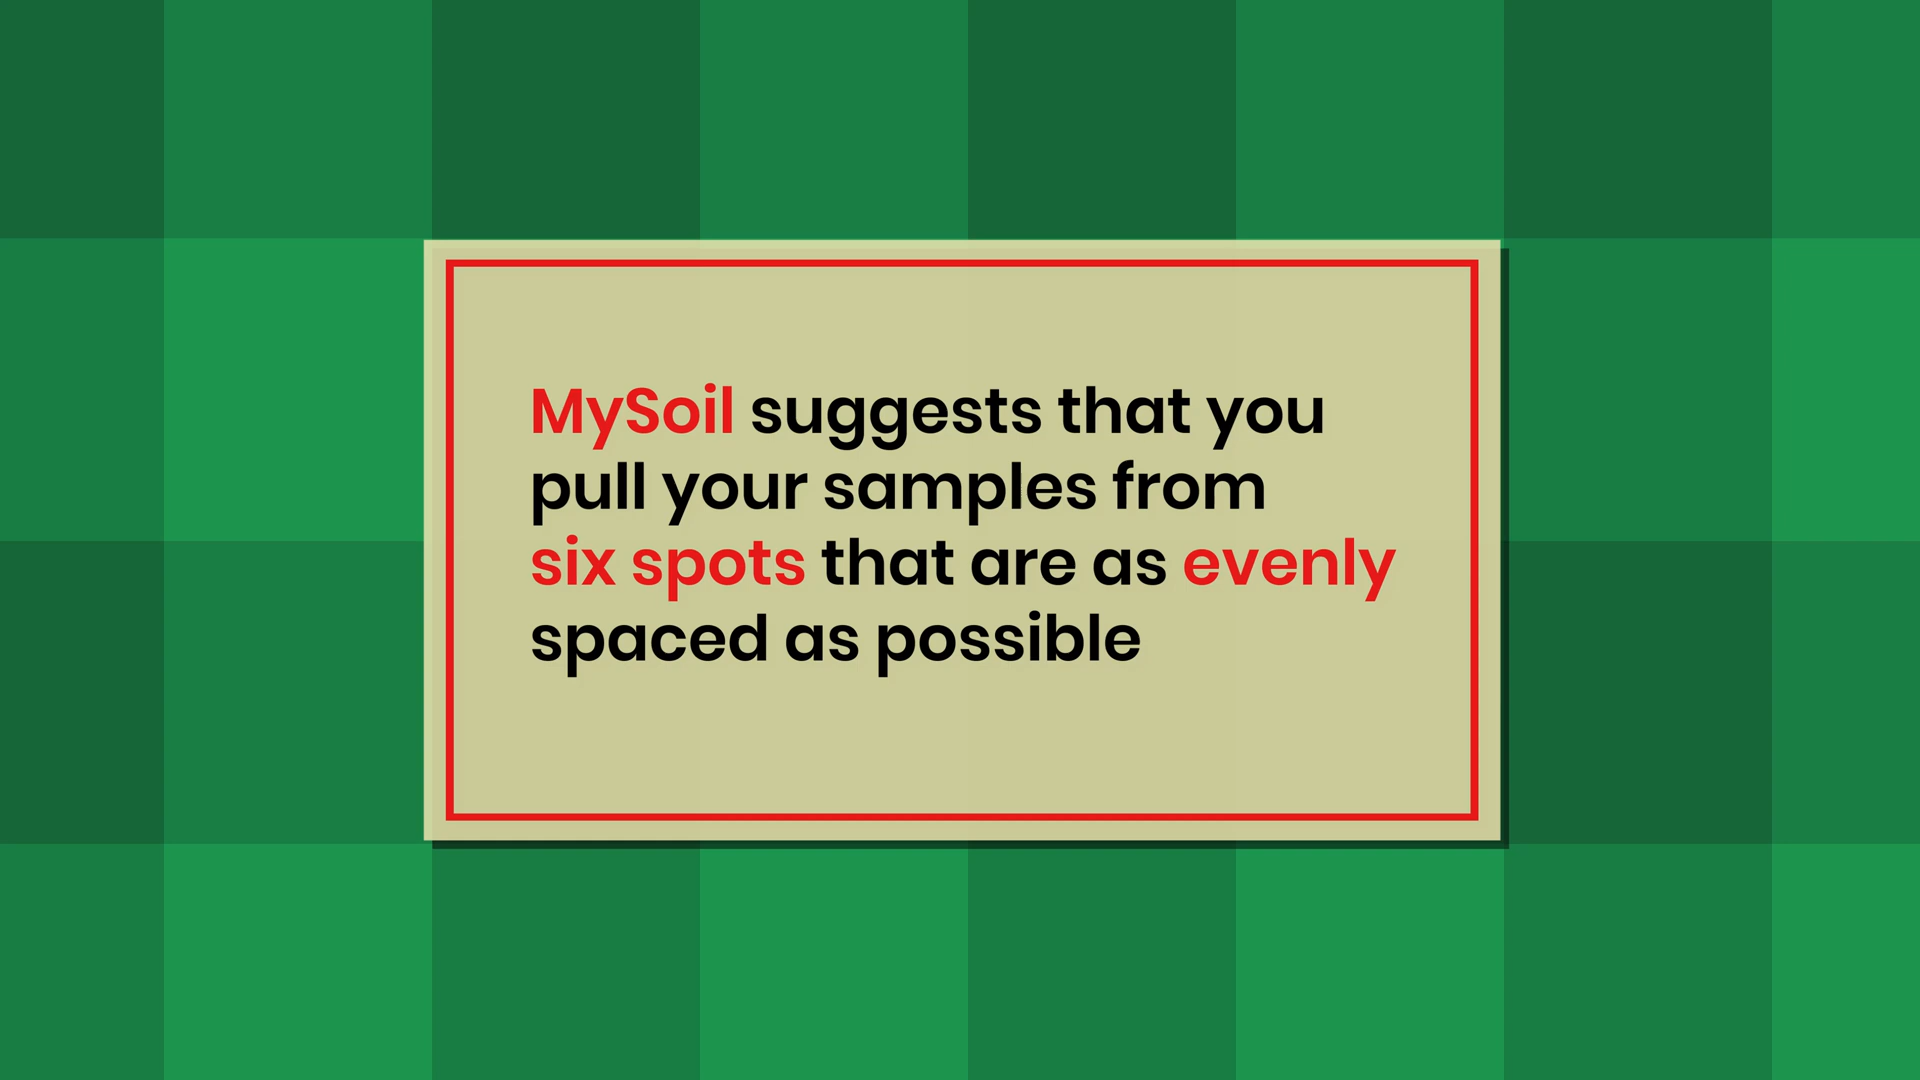 MySoil suggests that you
pull your samples from
six spots that are as evenly
spaced as possible